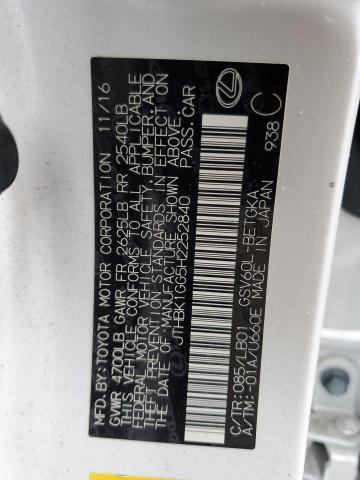 MFD. BY: TOYOTA MOTOR CORPORATION 11/16
GVWR 4700LB GAWR FR 2625LB RR 2540LB
THIS VEHICLE CONFORMS TO ALL APPLICABLE
FEDERAL MOTOR VEHICLE SAFETY, BUMPER, AND
THEFT PREVENTION STANDARDS IN EFFECT ON
THE DATE OF MANUFACTURE SHOWN ABOVE.
JTHBK1GG5H2252840 PASS.CAR
C/TR:085/LB01 GSV60L-BETGKA
A/TM:-01A/U660E MADE IN JAPAN
938 C